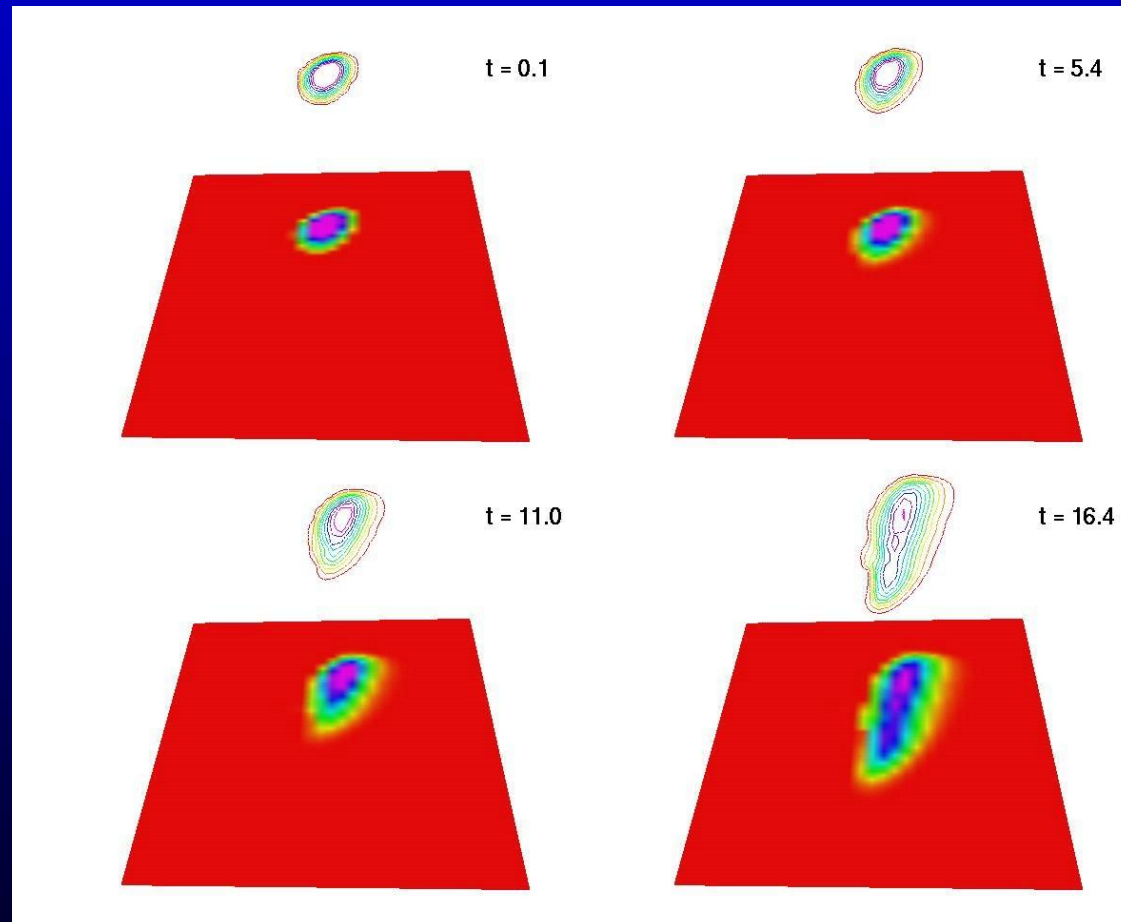 t = 0.1
t = 5.4
t = 11.0
t = 16.4